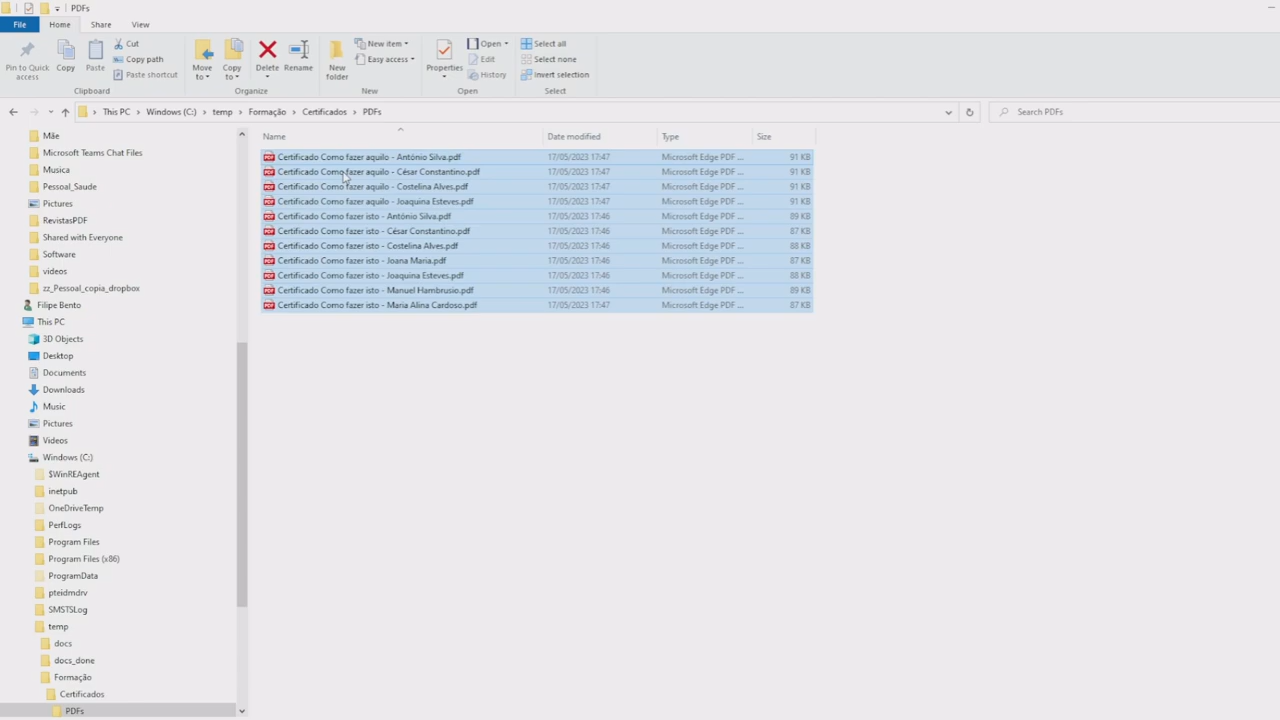 PDFs
File Home Share View
Pin to Quick access
Copy
Paste
Cut
Copy path
Paste shortcut
Clipboard
Move to
Copy to
Delete
Rename
Organize
New folder
New item
Easy access
New
Properties
Open
Edit
History
Open
Select all
Select none
Invert selection
Select
This PC > Windows (C:) > temp > Formação > Certificados > PDFs
Search PDFs
Mãe
Microsoft Teams Chat Files
Musica
Pessoal_Saude
Pictures
RevistasPDF
Shared with Everyone
Software
videos
zz_Pessoal_copia_dropbox
Filipe Bento
This PC
3D Objects
Desktop
Documents
Downloads
Music
Pictures
Videos
Windows (C:)
$WinREAgent
inetpub
OneDriveTemp
PerfLogs
Program Files
Program Files (x86)
ProgramData
pteidmdrv
SMSTSLog
temp
docs
docs_done
Formação
Certificados
PDFs
Name Date modified Type Size
Certificado Como fazer aquilo - António Silva.pdf 17/05/2023 17:47 Microsoft Edge PDF ... 91 KB
Certificado Como fazer aquilo - César Constantino.pdf 17/05/2023 17:47 Microsoft Edge PDF ... 91 KB
Certificado Como fazer aquilo - Costelina Alves.pdf 17/05/2023 17:47 Microsoft Edge PDF ... 91 KB
Certificado Como fazer aquilo - Joaquina Esteves.pdf 17/05/2023 17:47 Microsoft Edge PDF ... 91 KB
Certificado Como fazer isto - António Silva.pdf 17/05/2023 17:46 Microsoft Edge PDF ... 89 KB
Certificado Como fazer isto - César Constantino.pdf 17/05/2023 17:46 Microsoft Edge PDF ... 87 KB
Certificado Como fazer isto - Costelina Alves.pdf 17/05/2023 17:46 Microsoft Edge PDF ... 88 KB
Certificado Como fazer isto - Joana Maria.pdf 17/05/2023 17:46 Microsoft Edge PDF ... 87 KB
Certificado Como fazer isto - Joaquina Esteves.pdf 17/05/2023 17:46 Microsoft Edge PDF ... 88 KB
Certificado Como fazer isto - Manuel Hambrusio.pdf 17/05/2023 17:46 Microsoft Edge PDF ... 89 KB
Certificado Como fazer isto - Maria Alina Cardoso.pdf 17/05/2023 17:47 Microsoft Edge PDF ... 87 KB